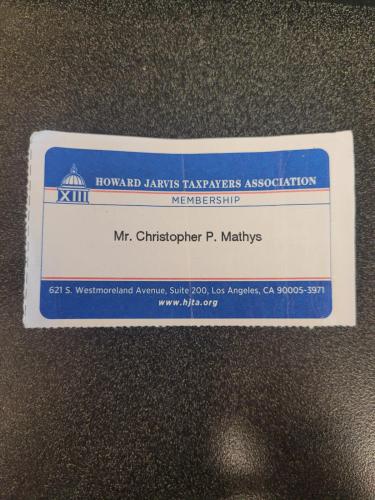 XIII
HOWARD JARVIS TAXPAYERS ASSOCIATION
MEMBERSHIP
Mr. Christopher P. Mathys
621 S. Westmoreland Avenue, Suite 200, Los Angeles, CA 90005-3971
www.hjta.org